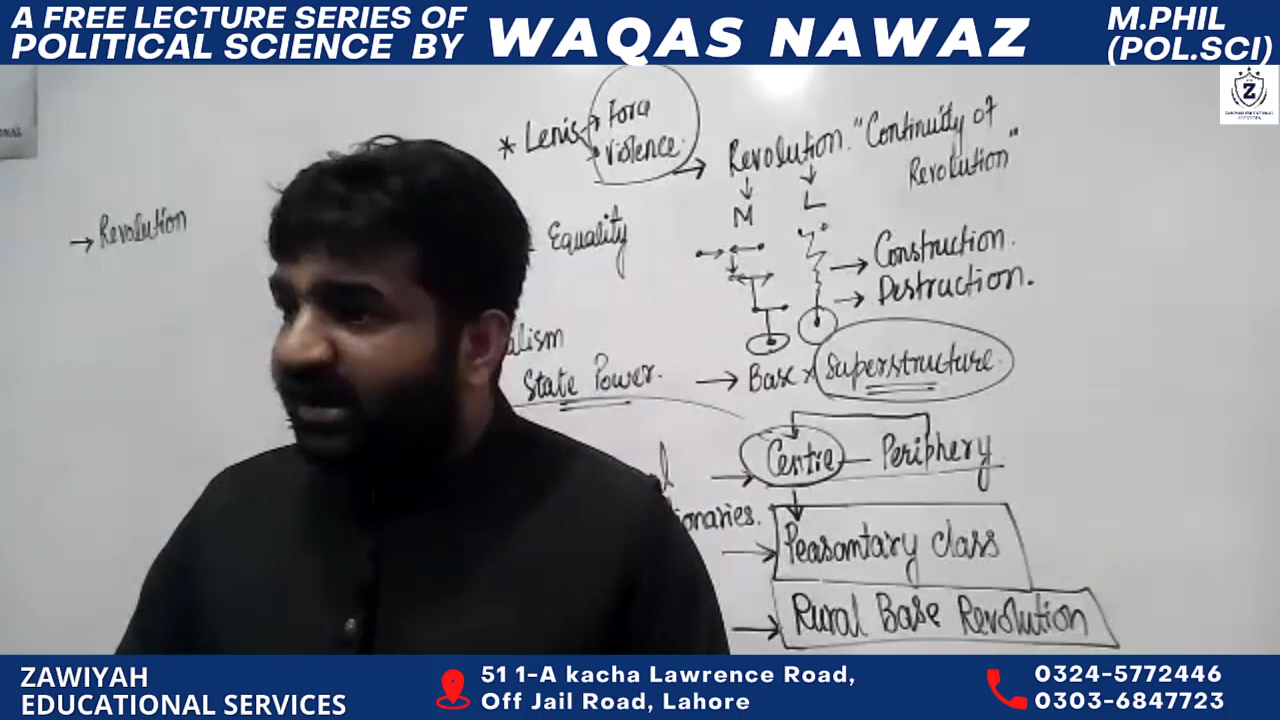 A FREE LECTURE SERIES OF
POLITICAL SCIENCE BY
WAQAS NAWAZ
M.PHIL
(POL.SCI)
Z
* Lenis Force
violence.
→ Revolution. "Continuity of
Revolution"
→ Revolution
M L
Equality
→ Construction.
→ Destruction.
alism
State Power.
→ Base × Superstructure.
Centre — Periphery
ionaries.
Peasantary class
Rural Base Revolution
ZAWIYAH
EDUCATIONAL SERVICES
51 1-A kacha Lawrence Road,
Off Jail Road, Lahore
0324-5772446
0303-6847723